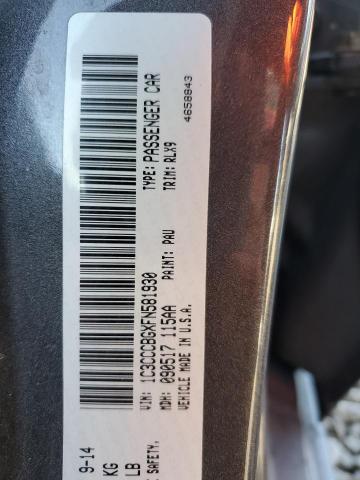 9-14
KG
LB
E SAFETY,
VIN: 1C3CCCBGXFN581930
TYPE: PASSENGER CAR
MDH: 090517 115AA
PAINT: PAU
TRIM: RLX9
VEHICLE MADE IN U.S.A.
4658843